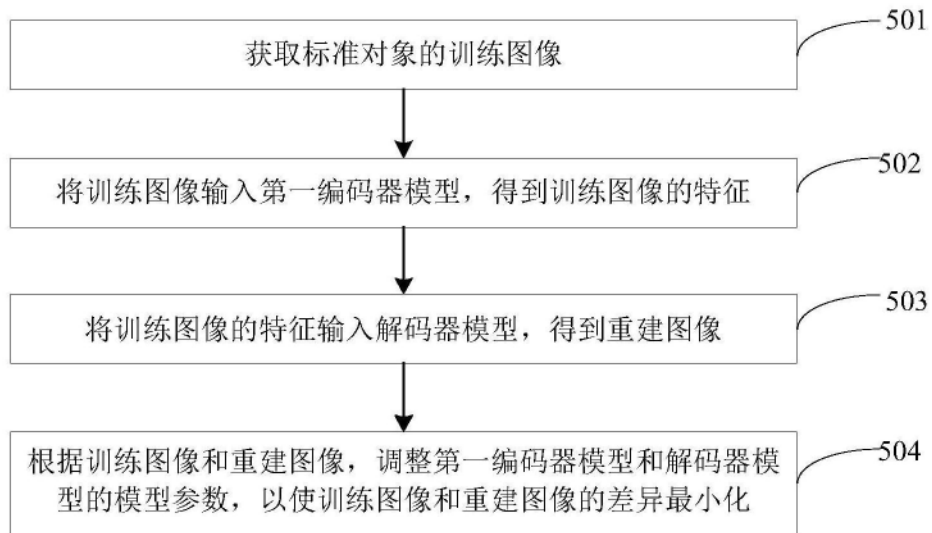 获取标准对象的训练图像
501
将训练图像输入第一编码器模型，得到训练图像的特征
502
将训练图像的特征输入解码器模型，得到重建图像
503
根据训练图像和重建图像，调整第一编码器模型和解码器模
型的模型参数，以使训练图像和重建图像的差异最小化
504